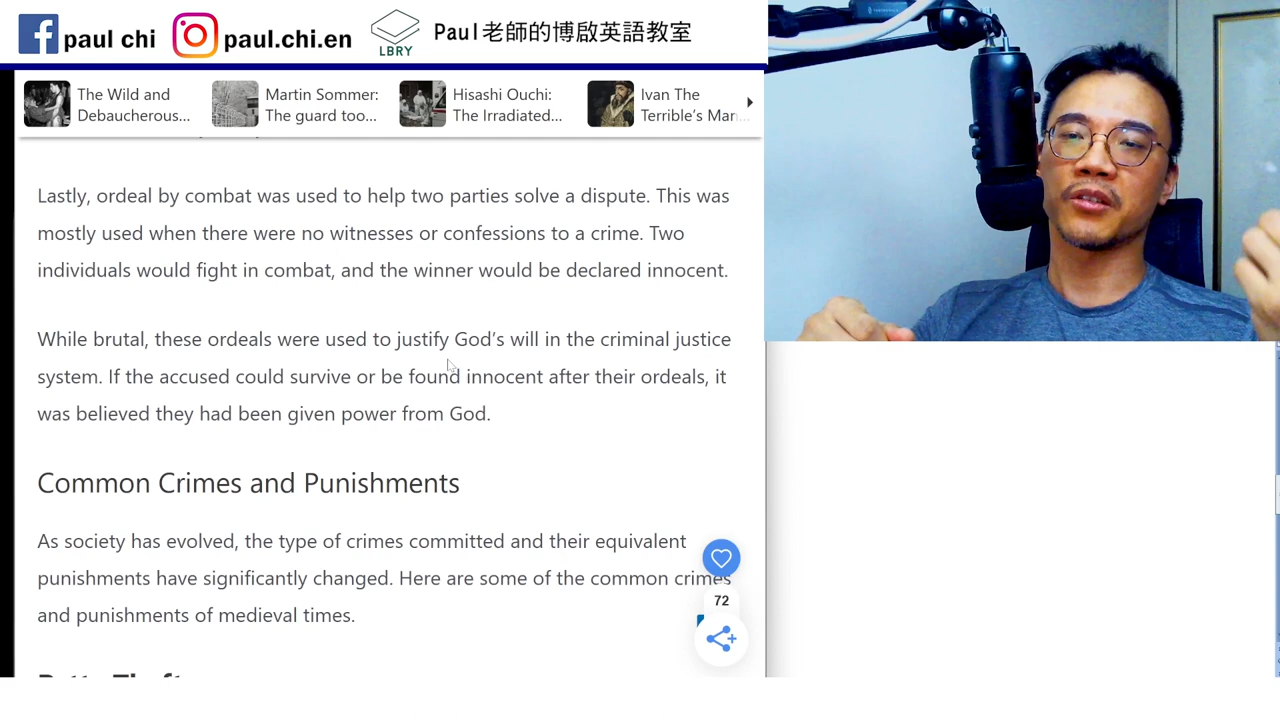 paul chi
paul.chi.en
LBRY
Paul老師的博啟英語教室
The Wild and
Debaucherous...
Martin Sommer:
The guard too...
Hisashi Ouchi:
The Irradiated...
Ivan The
Terrible's Man...
Lastly, ordeal by combat was used to help two parties solve a dispute. This was
mostly used when there were no witnesses or confessions to a crime. Two
individuals would fight in combat, and the winner would be declared innocent.
While brutal, these ordeals were used to justify God's will in the criminal justice
system. If the accused could survive or be found innocent after their ordeals, it
was believed they had been given power from God.
Common Crimes and Punishments
As society has evolved, the type of crimes committed and their equivalent
punishments have significantly changed. Here are some of the common crimes
and punishments of medieval times.
72
Petty Theft